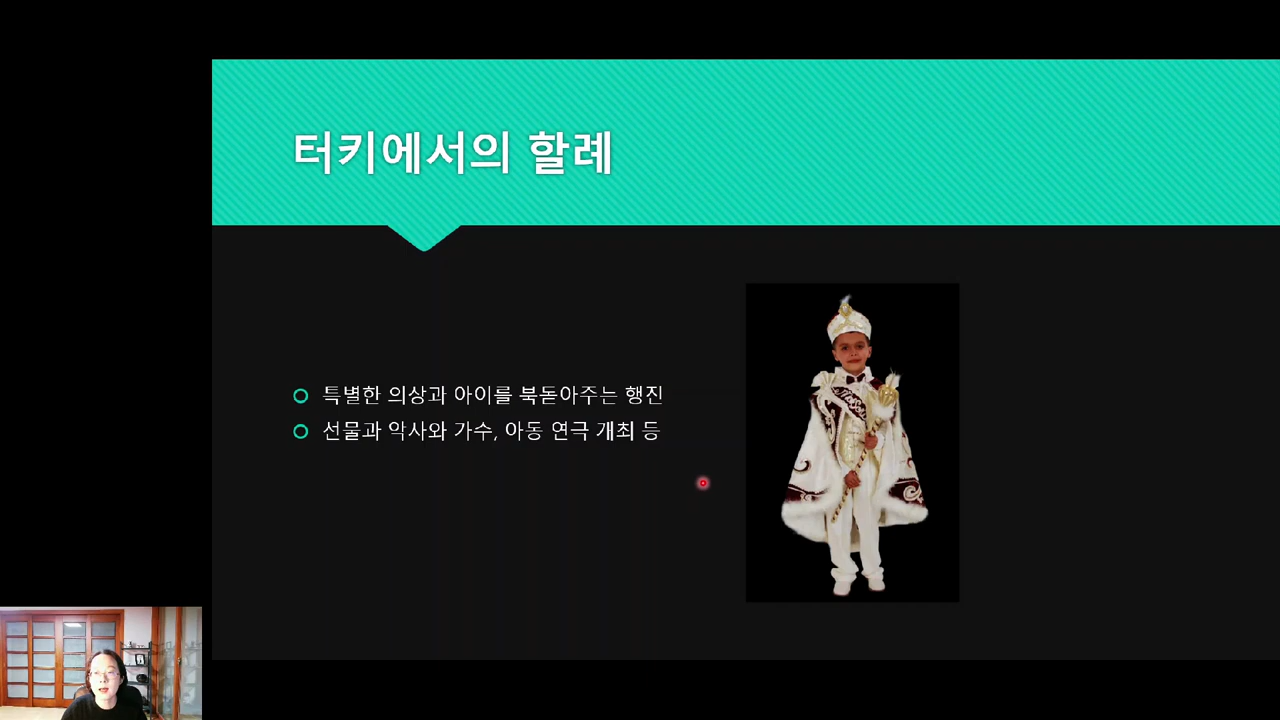 터키에서의 할례
특별한 의상과 아이를 북돋아주는 행진
선물과 악사와 가수, 아동 연극 개최 등